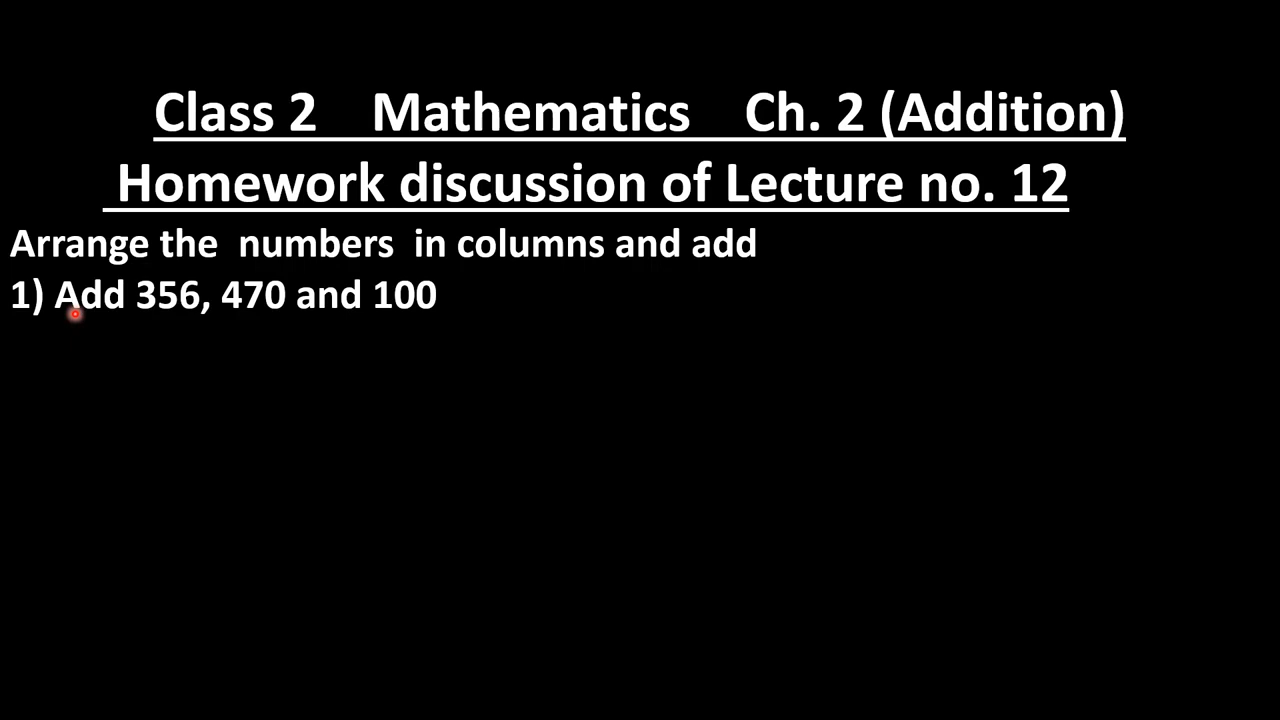 Class 2 Mathematics Ch. 2 (Addition)
Homework discussion of Lecture no. 12
Arrange the numbers in columns and add
1) Add 356, 470 and 100